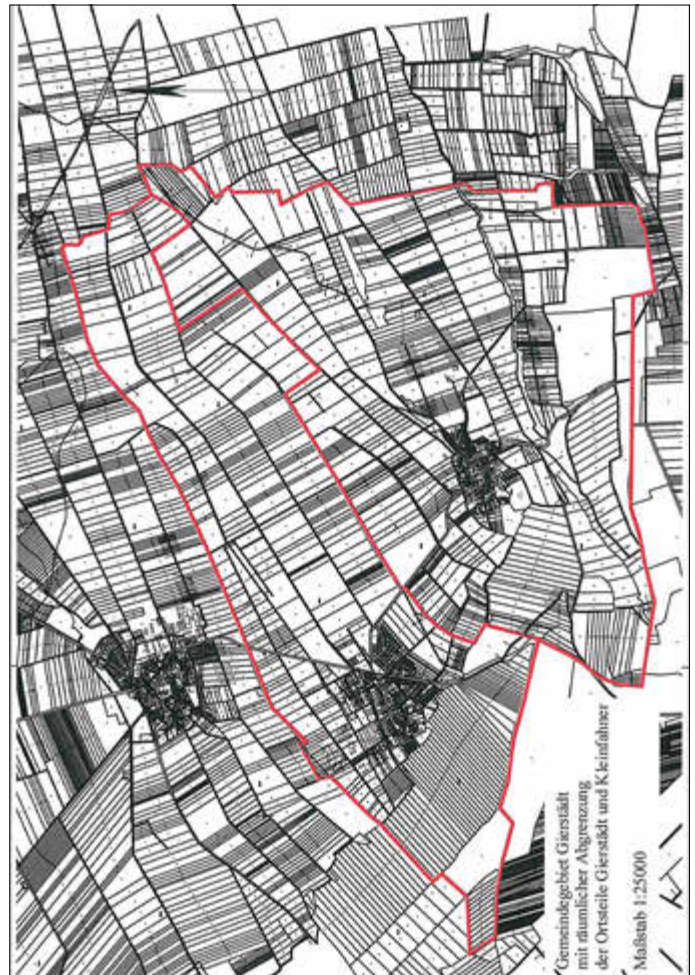 Gemeindegebiet Gierstädt
mit räumlicher Abgrenzung
der Ortsteile Gierstädt und Kleinfahner
Maßstab 1:25000